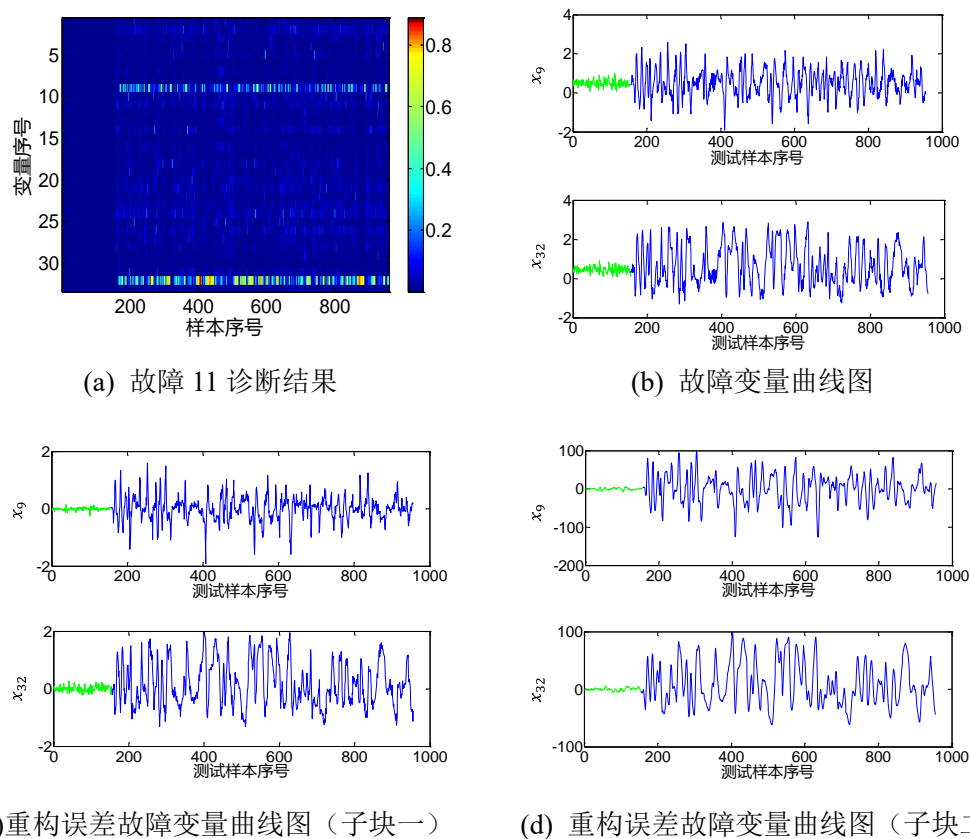 5
10
15
20
25
30
变量序号
200 400 600 800
样本序号
0.8
0.6
0.4
0.2
(a) 故障 11 诊断结果
4
2
0
-2
x9
0 200 400 600 800 1000
测试样本序号
4
2
0
-2
x32
0 200 400 600 800 1000
测试样本序号
(b) 故障变量曲线图
2
0
-2
x9
0 200 400 600 800 1000
测试样本序号
2
0
-2
x32
0 200 400 600 800 1000
测试样本序号
)重构误差故障变量曲线图（子块一）
100
0
-100
-200
x9
0 200 400 600 800 1000
测试样本序号
100
0
-100
x32
0 200 400 600 800 1000
测试样本序号
(d) 重构误差故障变量曲线图（子块